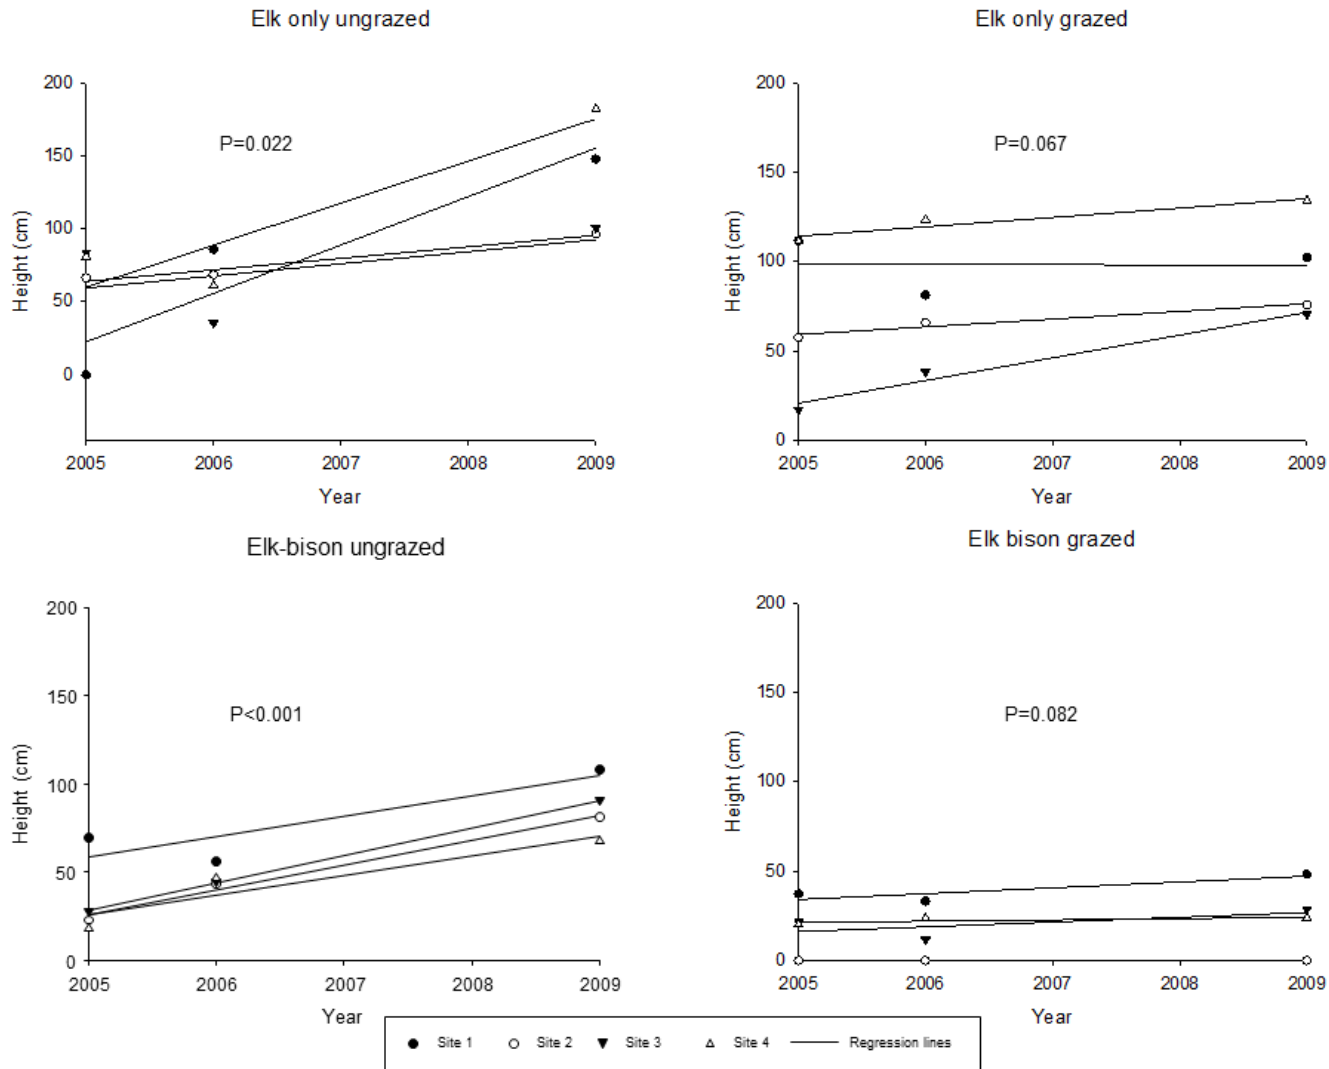 Elk only ungrazed
200
150
100
50
0
P=0.022
Height (cm)
2005 2006 2007 2008 2009
Year
Elk only grazed
200
150
100
50
0
P=0.067
Height (cm)
2005 2006 2007 2008 2009
Year
Elk-bison ungrazed
200
150
100
50
0
P<0.001
Height (cm)
2005 2006 2007 2008 2009
Year
Elk bison grazed
200
150
100
50
0
P=0.082
Height (cm)
2005 2006 2007 2008 2009
Year
Site 1 Site 2 Site 3 Site 4 Regression lines